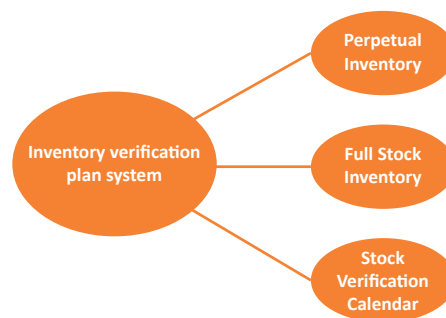 Perpetual
Inventory
Inventory verification
plan system
Full Stock
Inventory
Stock
Verification
Calendar